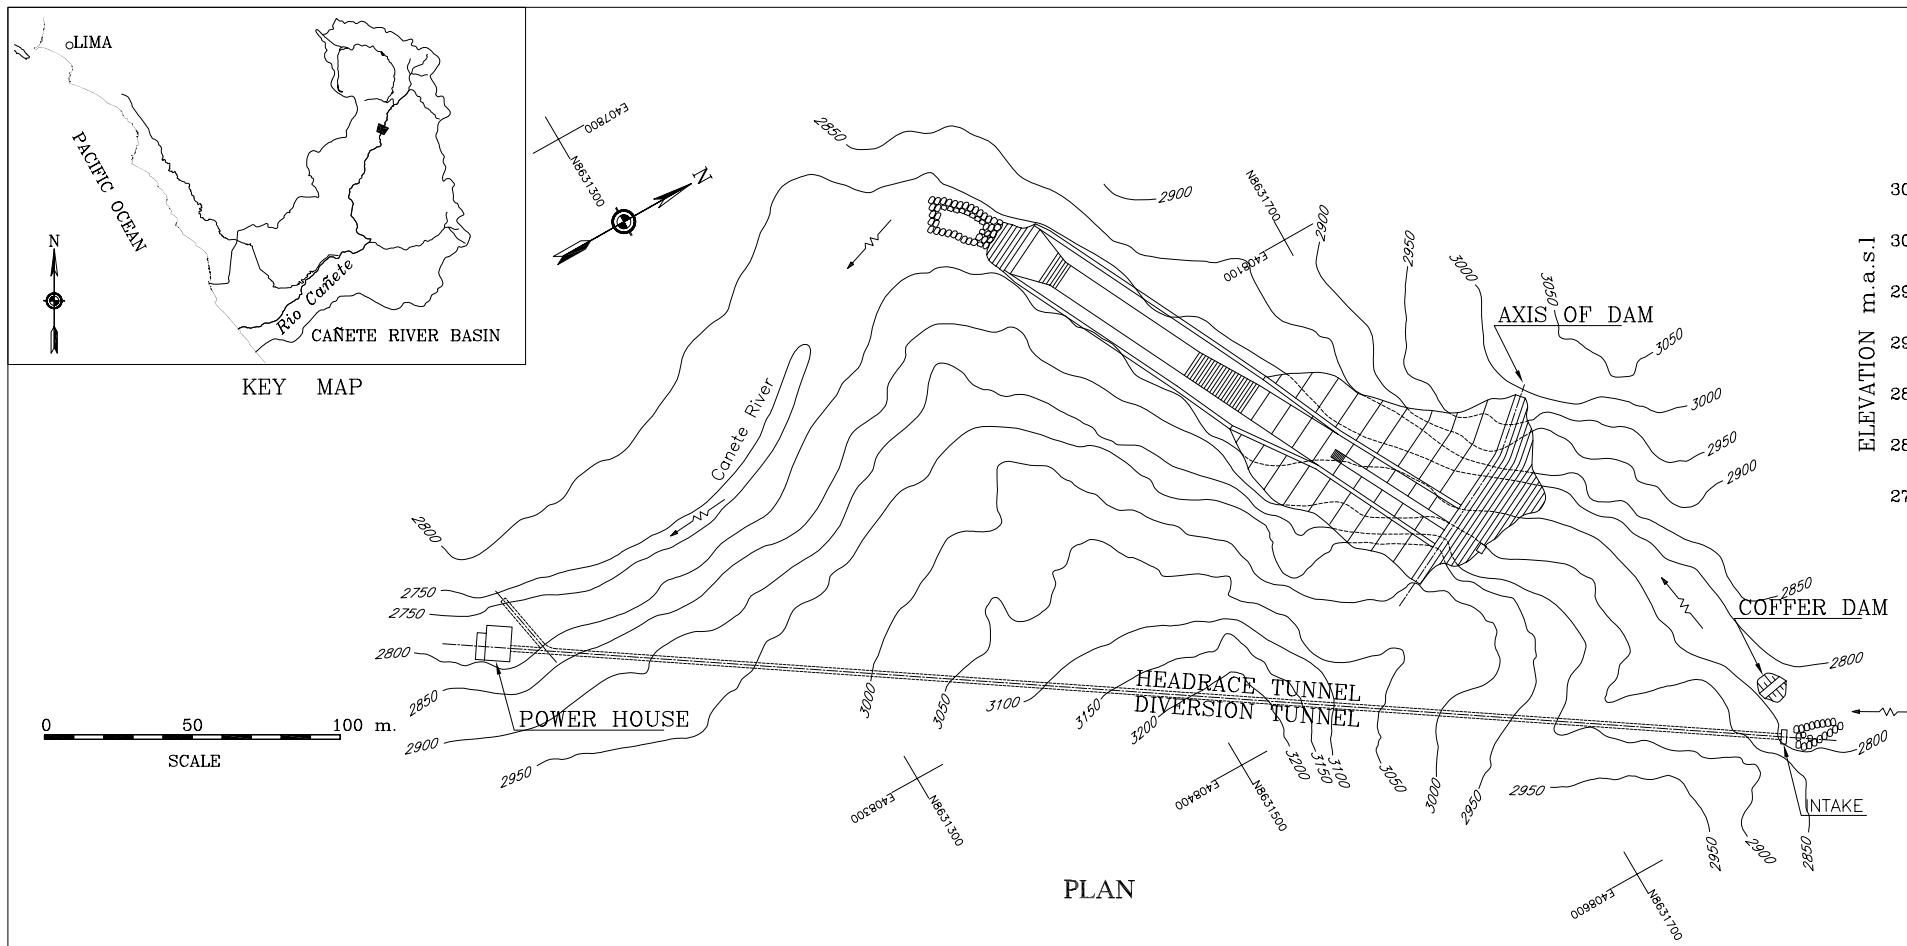 LIMA
PACIFIC OCEAN
N
Rio Cañete
CAÑETE RIVER BASIN
KEY MAP
E407800
N8631300
N
2850
2900
N8631700
E408100
2900
2950
3000
3050
AXIS OF DAM
3050
3000
2950
2900
2850
ELEVATION m.a.s.l
Canete River
2800
2750
2750
2800
2850
2900
2950
POWER HOUSE
0 50 100 m.
SCALE
HEADRACE TUNNEL
DIVERSION TUNNEL
3000
3050
3100
3150
3200
3200
3150
3100
3050
3000
2950
2950
COFFER DAM
2800
2800
INTAKE
2950
2900
2850
E408300
N8631300
E408400
N8631500
E408600
N8631700
PLAN